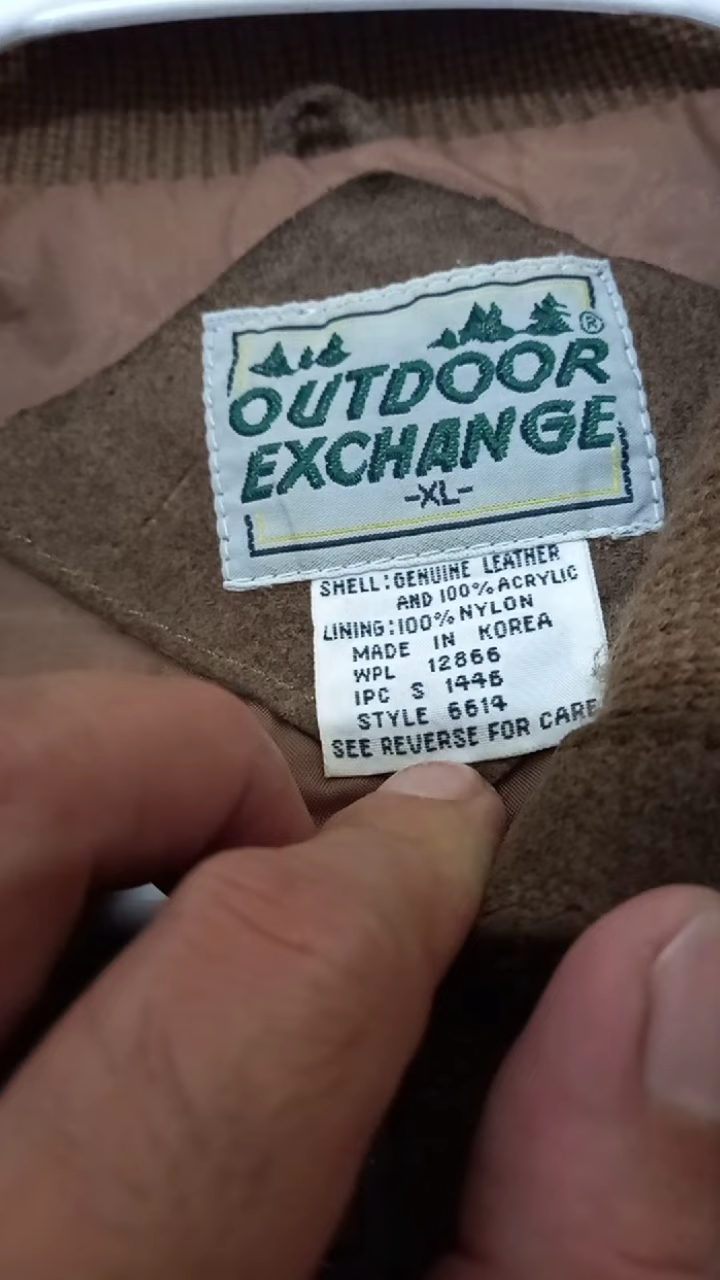 OUTDOOR®
EXCHANGE
-XL-
SHELL:GENUINE LEATHER
AND 100% ACRYLIC
LINING:100% NYLON
MADE IN KOREA
WPL 12866
IPC S 1446
STYLE 6614
SEE REVERSE FOR CARE